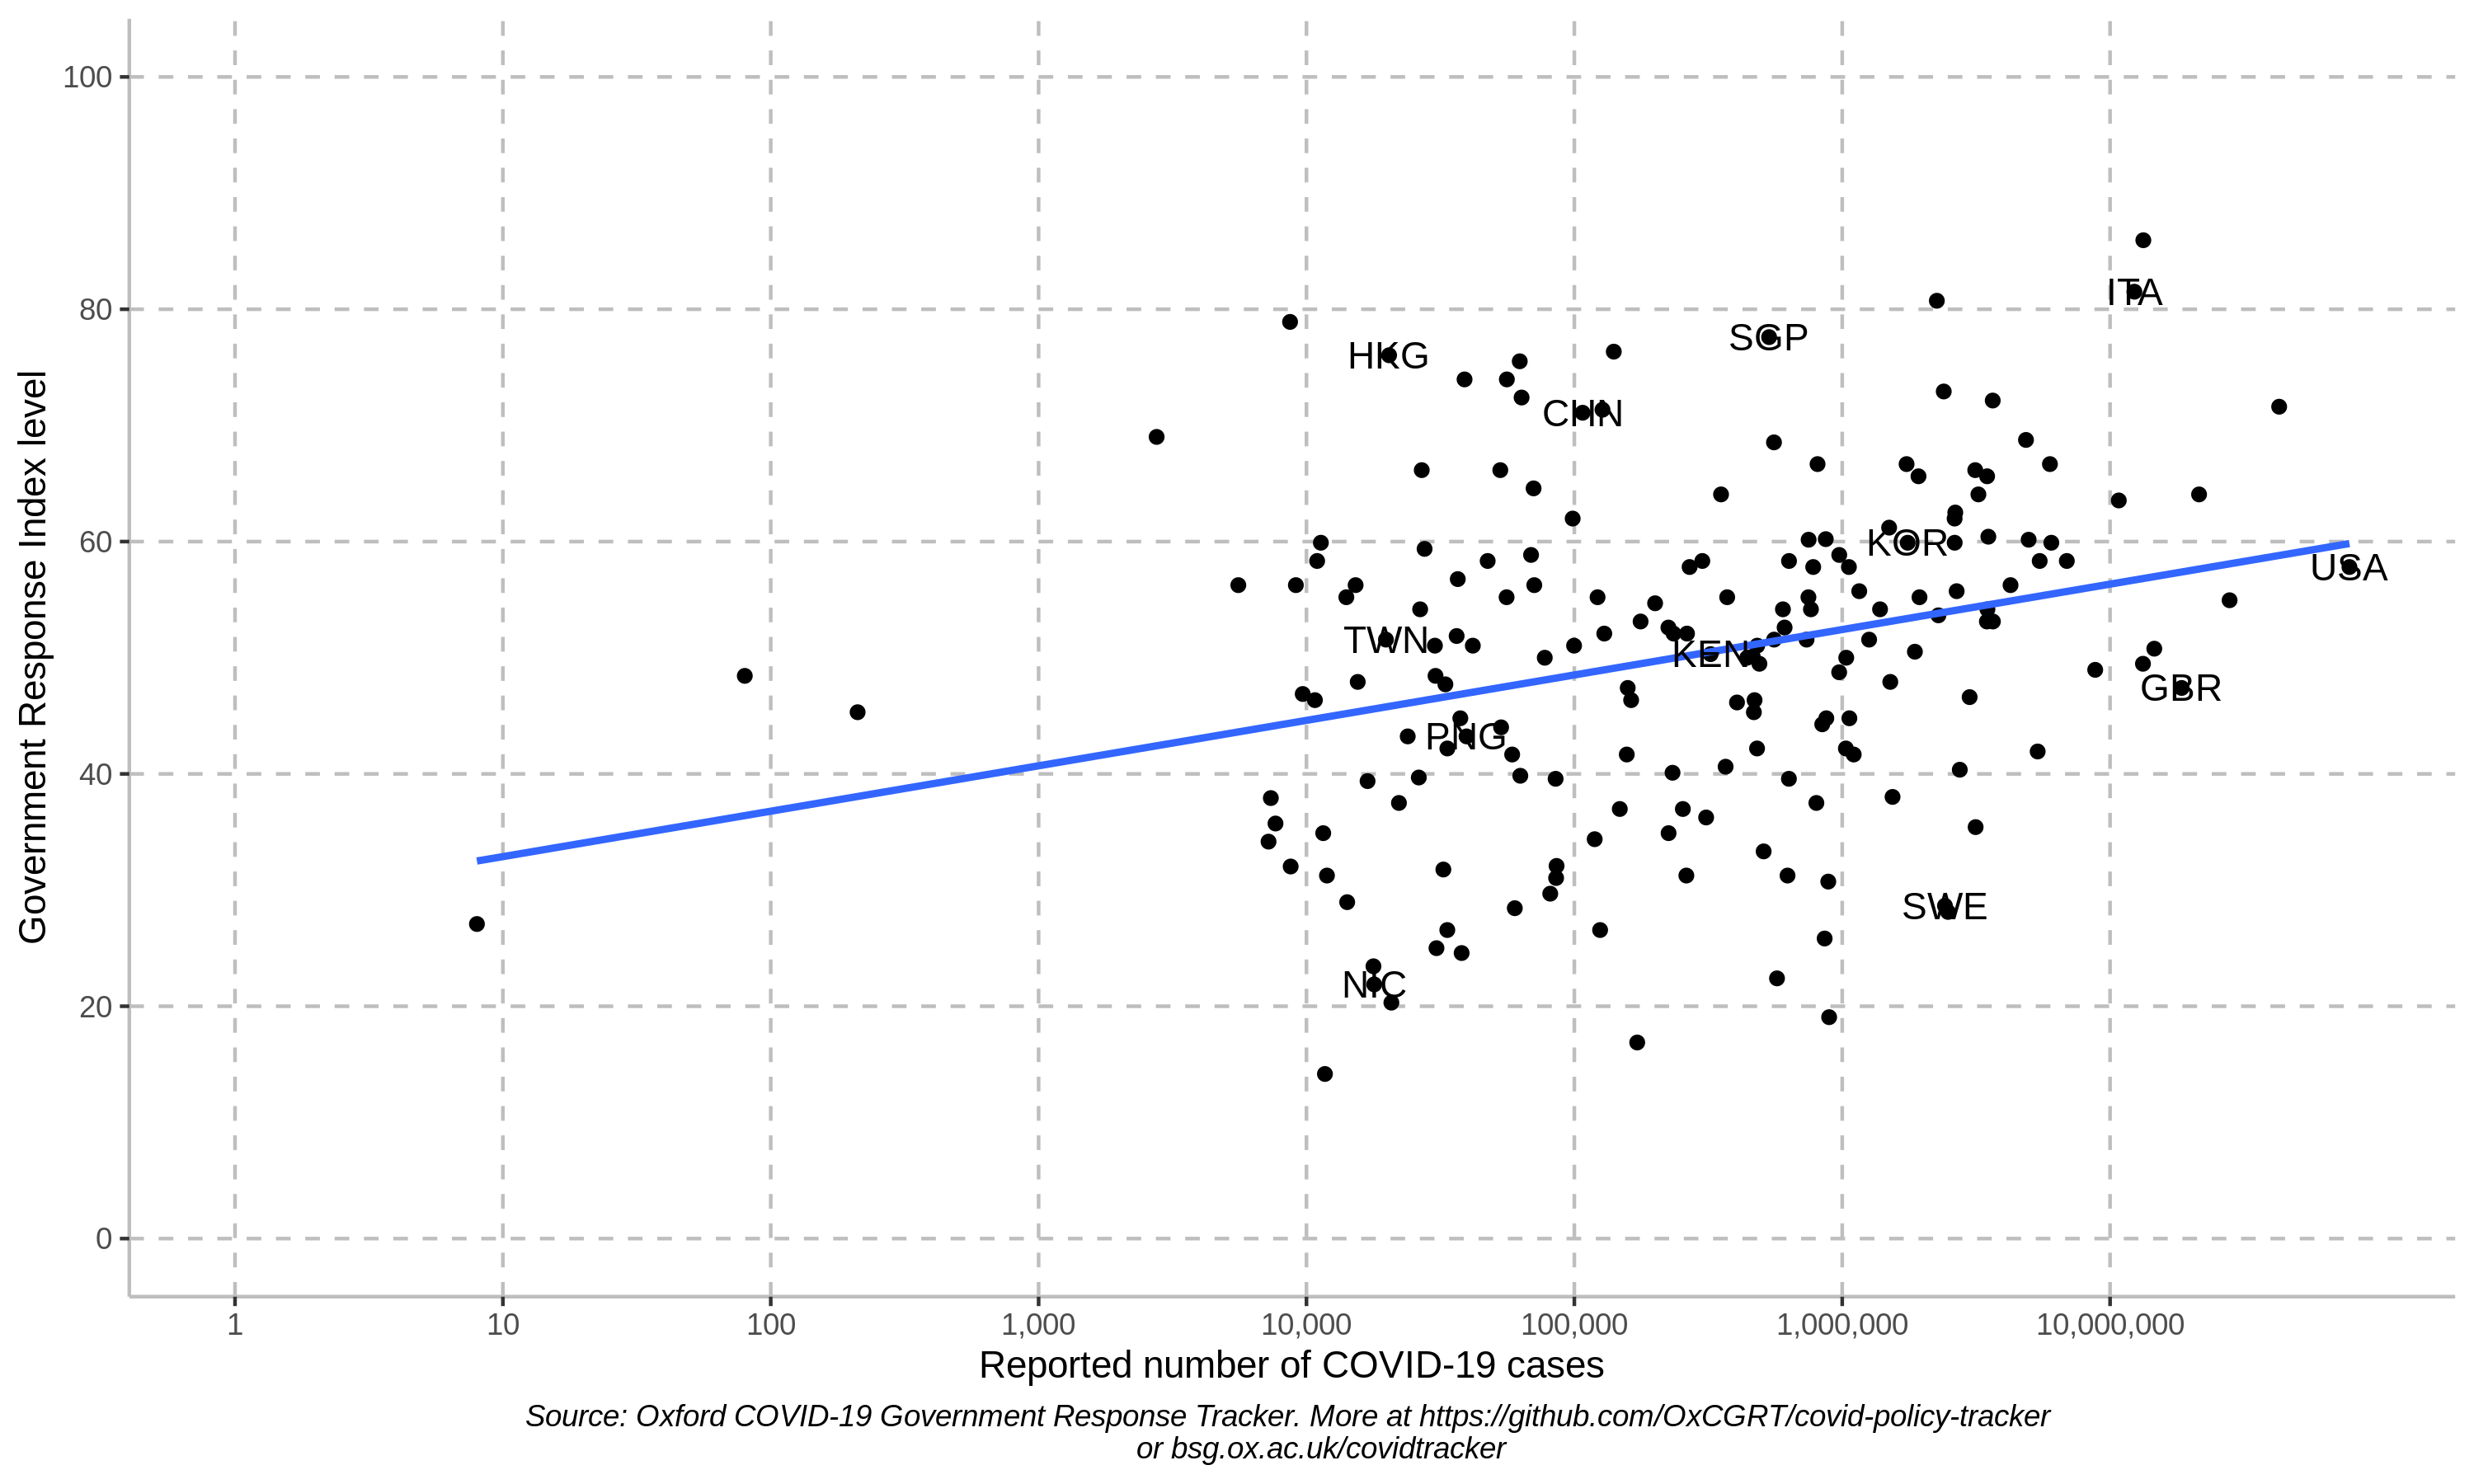 100
80
60
40
20
0
Government Response Index level
ITA
SGP
HKG
CHN
KOR
USA
TWN
KEN
GBR
PNG
SWE
NIC
1
10
100
1,000
10,000
100,000
1,000,000
10,000,000
Reported number of COVID-19 cases
Source: Oxford COVID-19 Government Response Tracker. More at https://github.com/OxCGRT/covid-policy-tracker
or bsg.ox.ac.uk/covidtracker